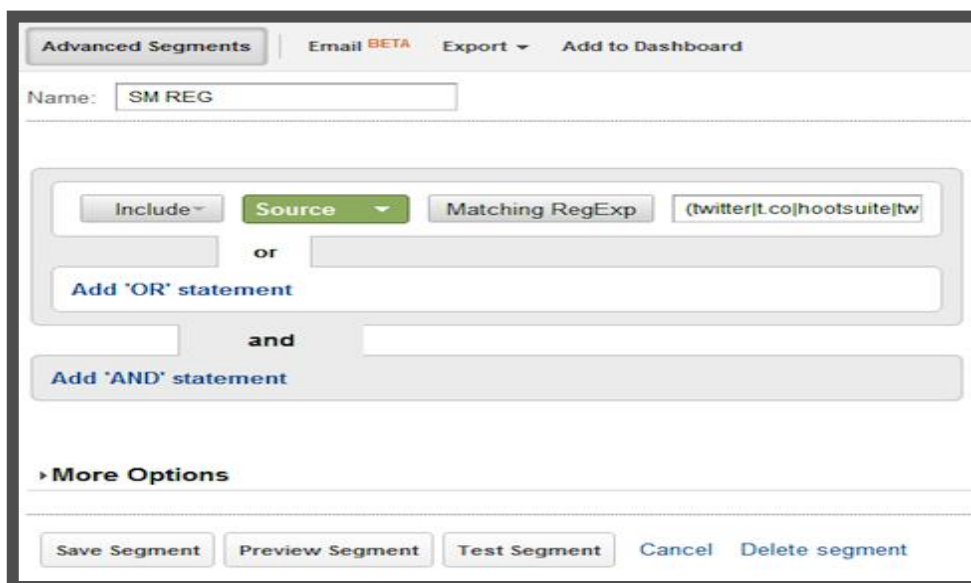 Advanced Segments Email BETA Export Add to Dashboard
Name: SM REG
Include Source Matching RegExp (twitter|t.co|hootsuite|tw
or
Add 'OR' statement
and
Add 'AND' statement
More Options
Save Segment Preview Segment Test Segment Cancel Delete segment